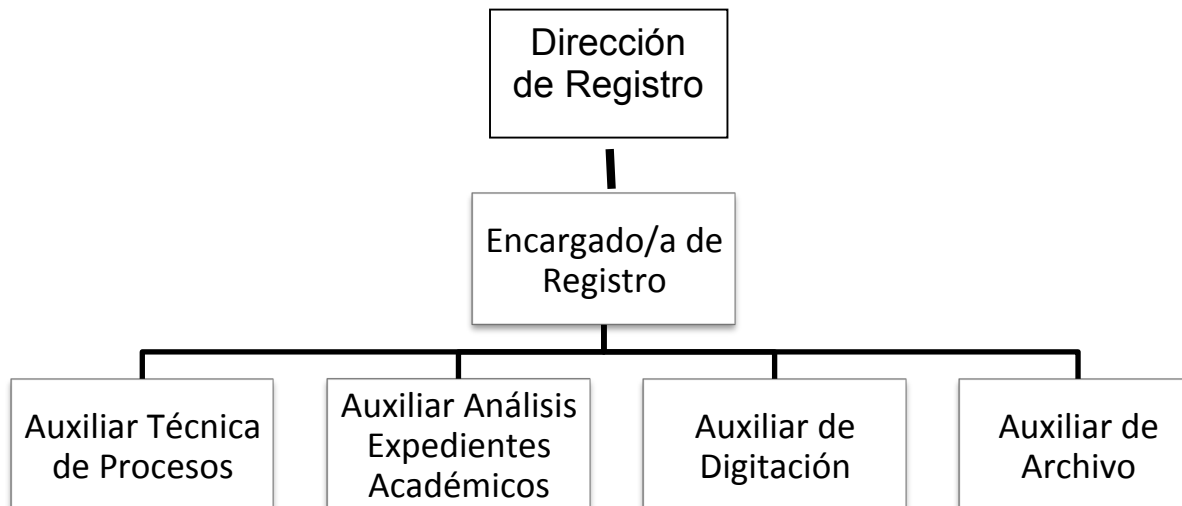 Dirección
de Registro
Encargado/a de
Registro
Auxiliar Técnica
de Procesos
Auxiliar Análisis
Expedientes
Académicos
Auxiliar de
Digitación
Auxiliar de
Archivo